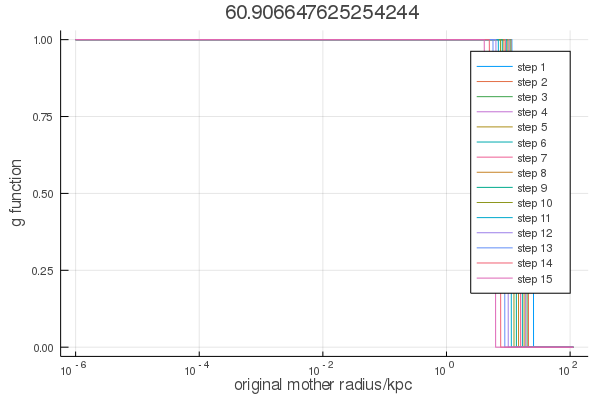 60.906647625254244
g function
1.00
0.75
0.50
0.25
0.00
step 1
step 2
step 3
step 4
step 5
step 6
step 7
step 8
step 9
step 10
step 11
step 12
step 13
step 14
step 15
10^-6 10^-4 10^-2 10^0 10^2
original mother radius/kpc